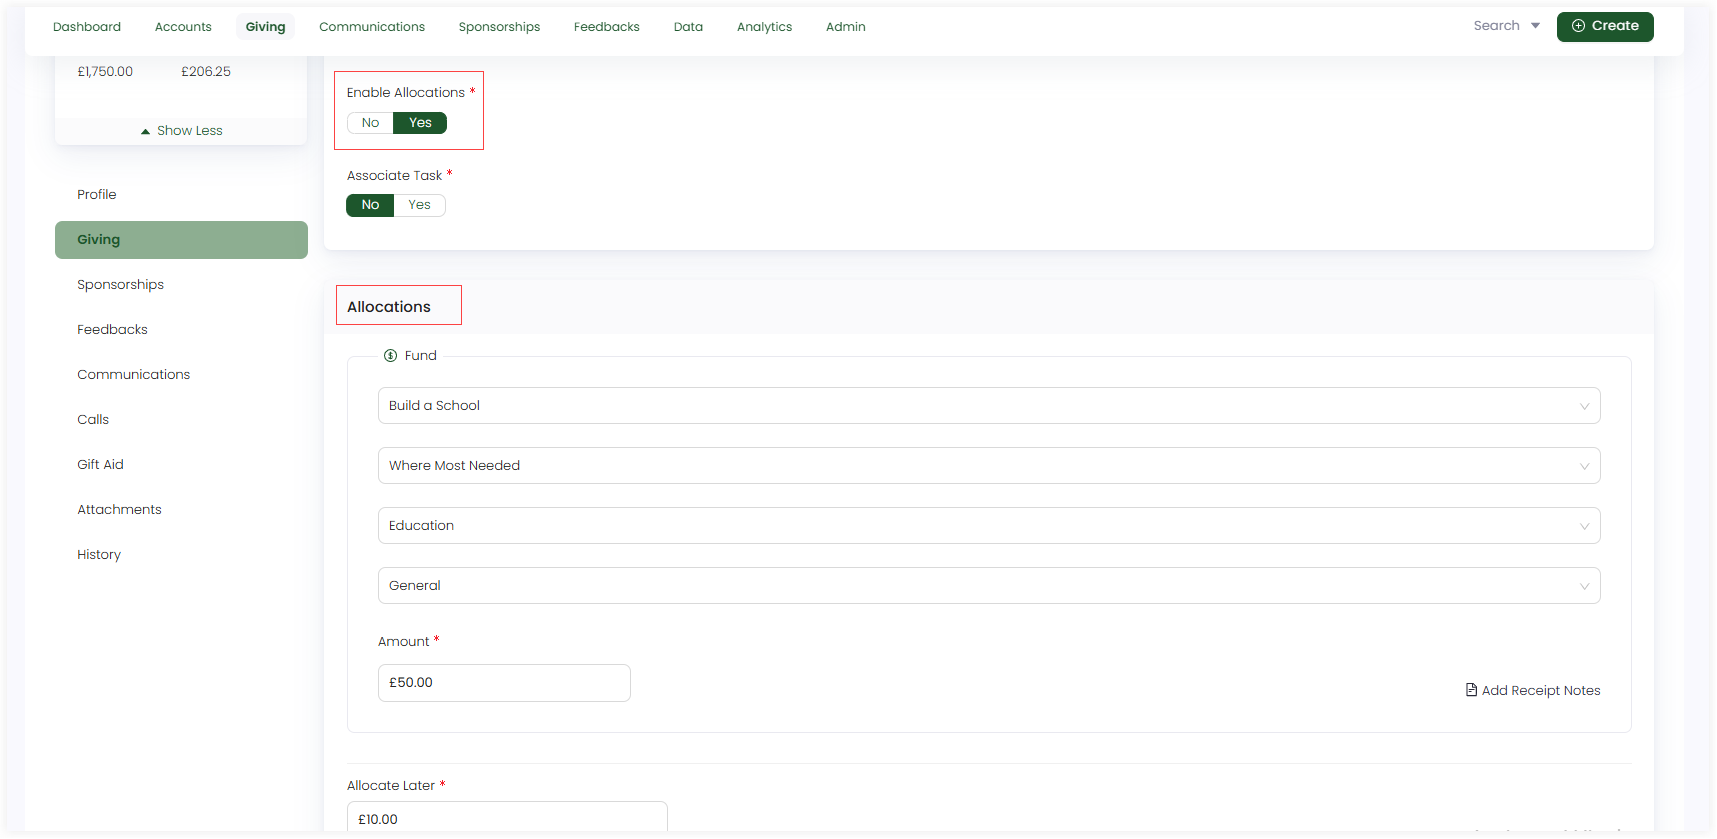 Dashboard Accounts Giving Communications Sponsorships Feedbacks Data Analytics Admin Search Create
£1,750.00 £206.25
Show Less
Profile
Giving
Sponsorships
Feedbacks
Communications
Calls
Gift Aid
Attachments
History
Enable Allocations *
No Yes
Associate Task *
No Yes
Allocations
Fund
Build a School
Where Most Needed
Education
General
Amount *
£50.00
Add Receipt Notes
Allocate Later *
£10.00